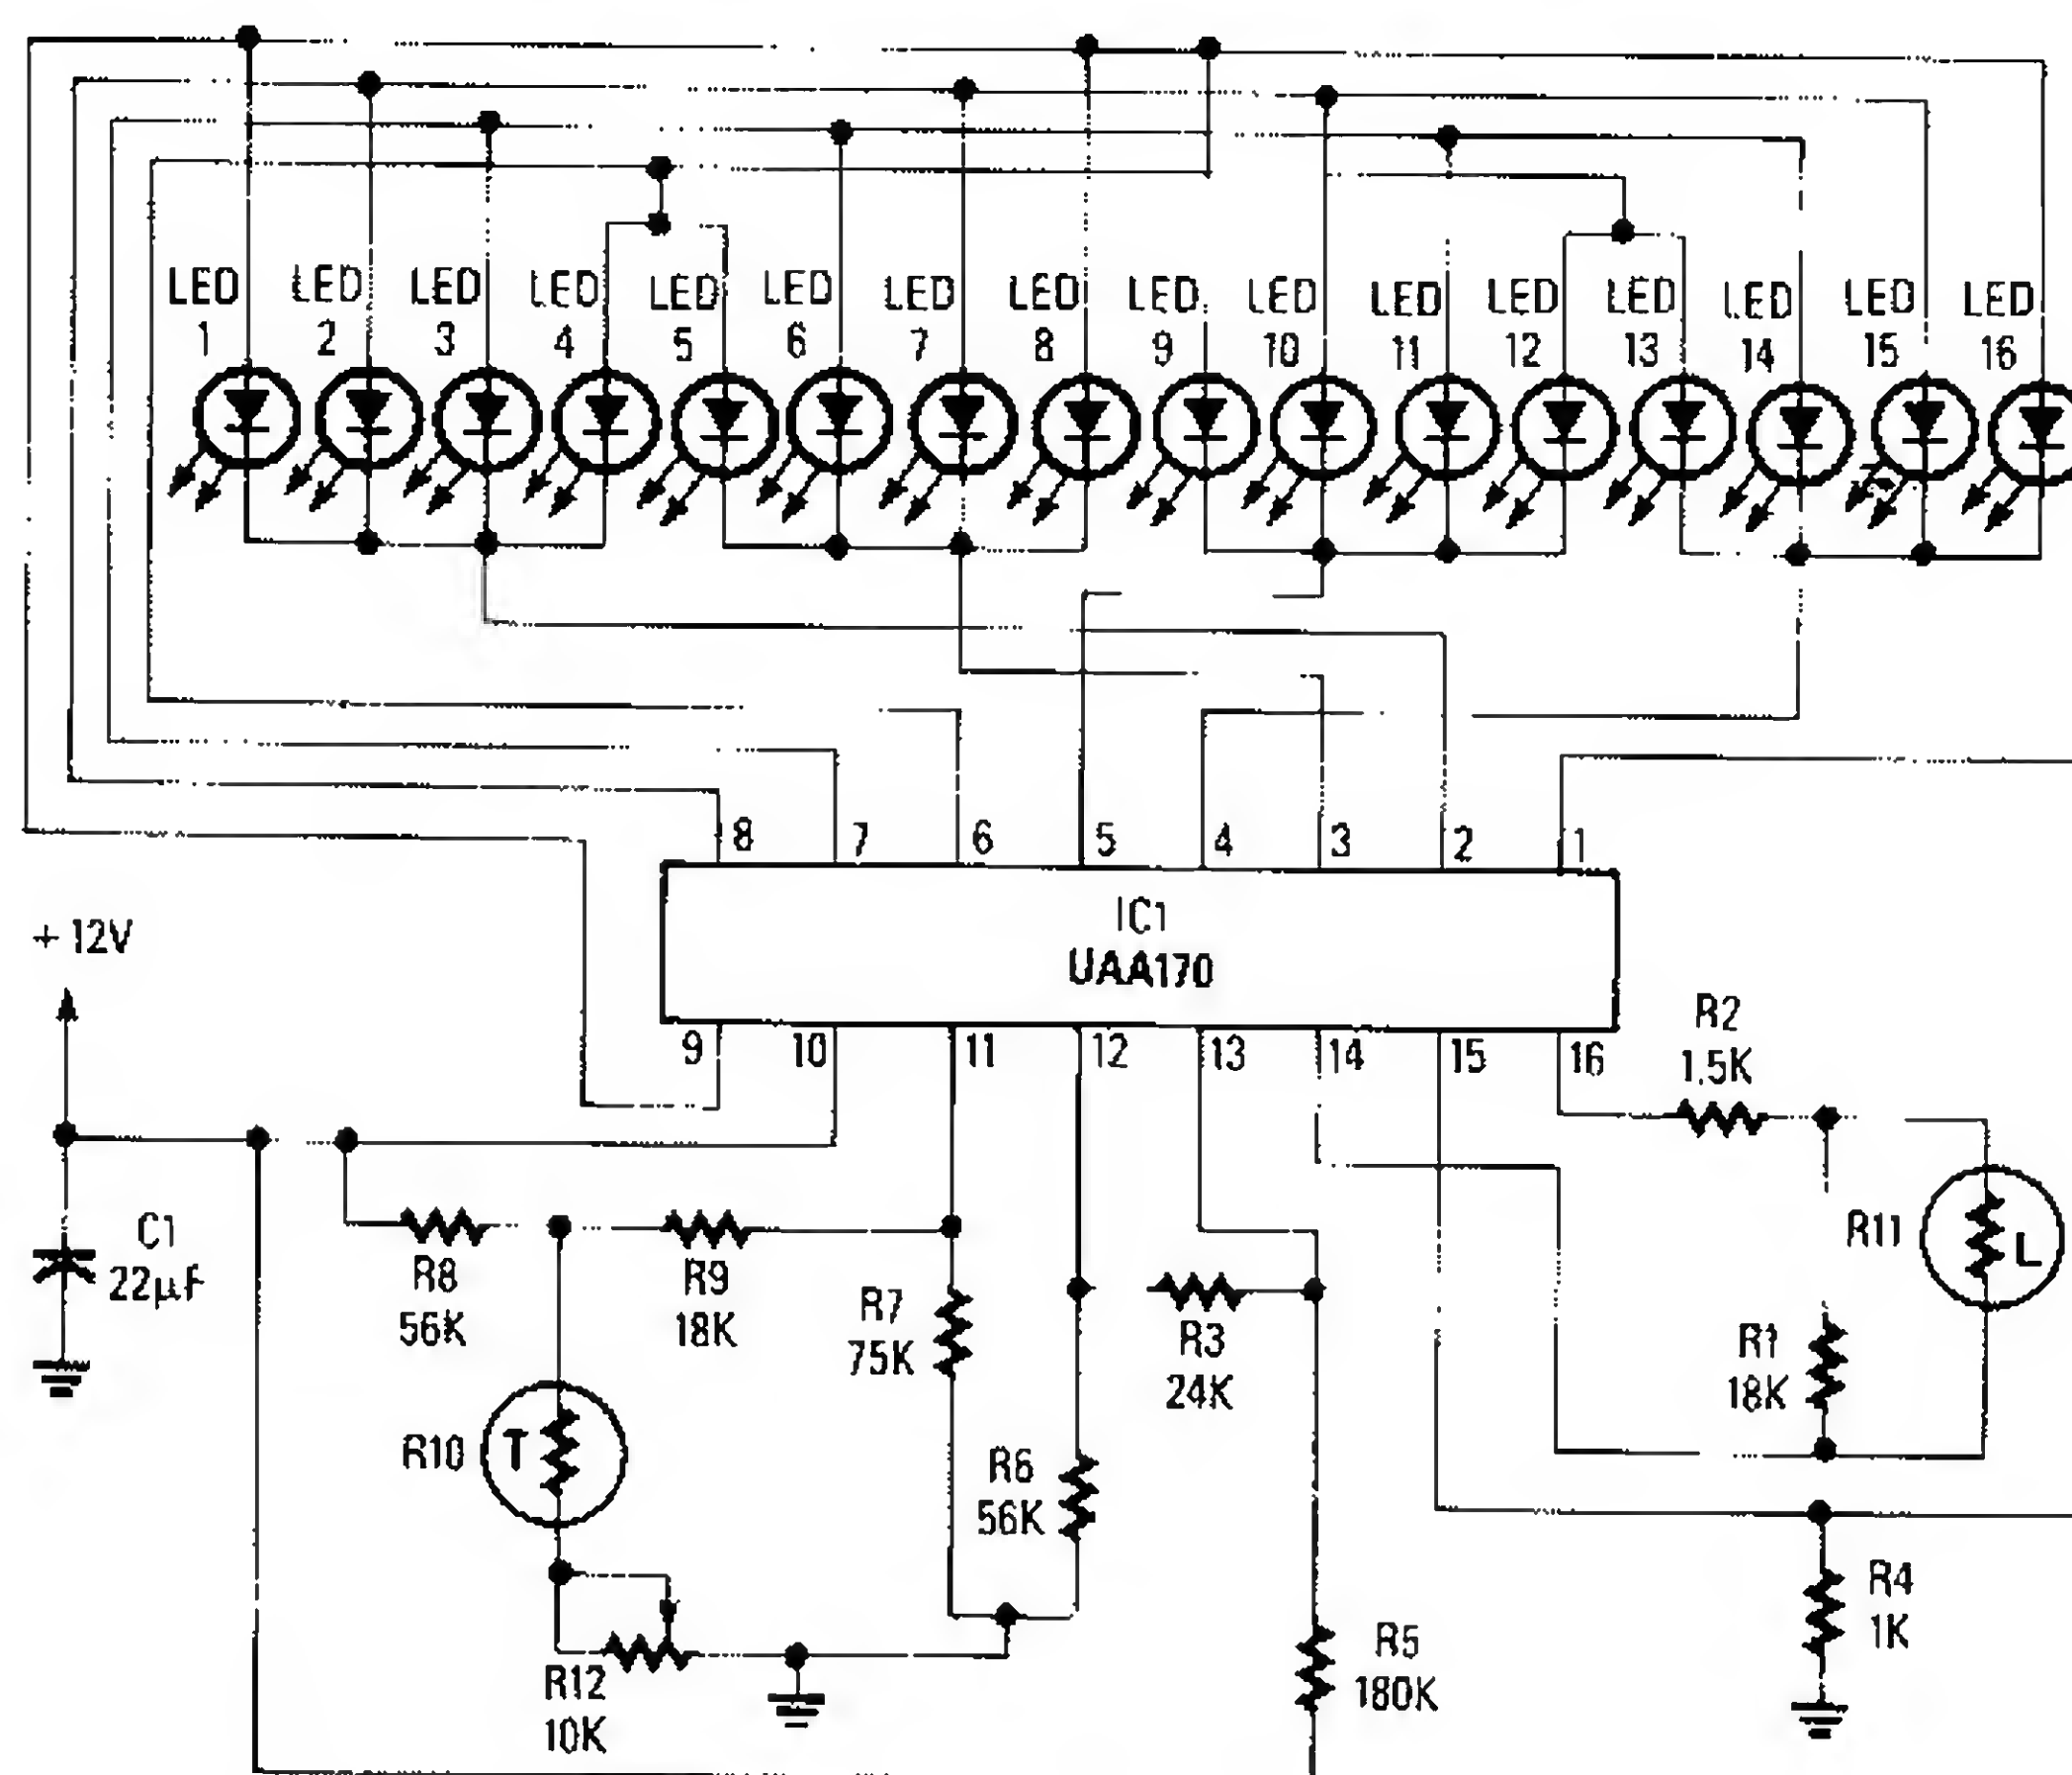 LED 1
LED 2
LED 3
LED 4
LED 5
LED 6
LED 7
LED 8
LED 9
LED 10
LED 11
LED 12
LED 13
LED 14
LED 15
LED 16
8 7 6 5 4 3 2 1
IC1
UAA170
9 10 11 12 13 14 15 16
+12V
R2
1.5K
C1
22µF
R8
56K
R9
18K
R7
75K
R3
24K
R11
L
R1
18K
R10
T
R6
56K
R12
10K
R5
180K
R4
1K